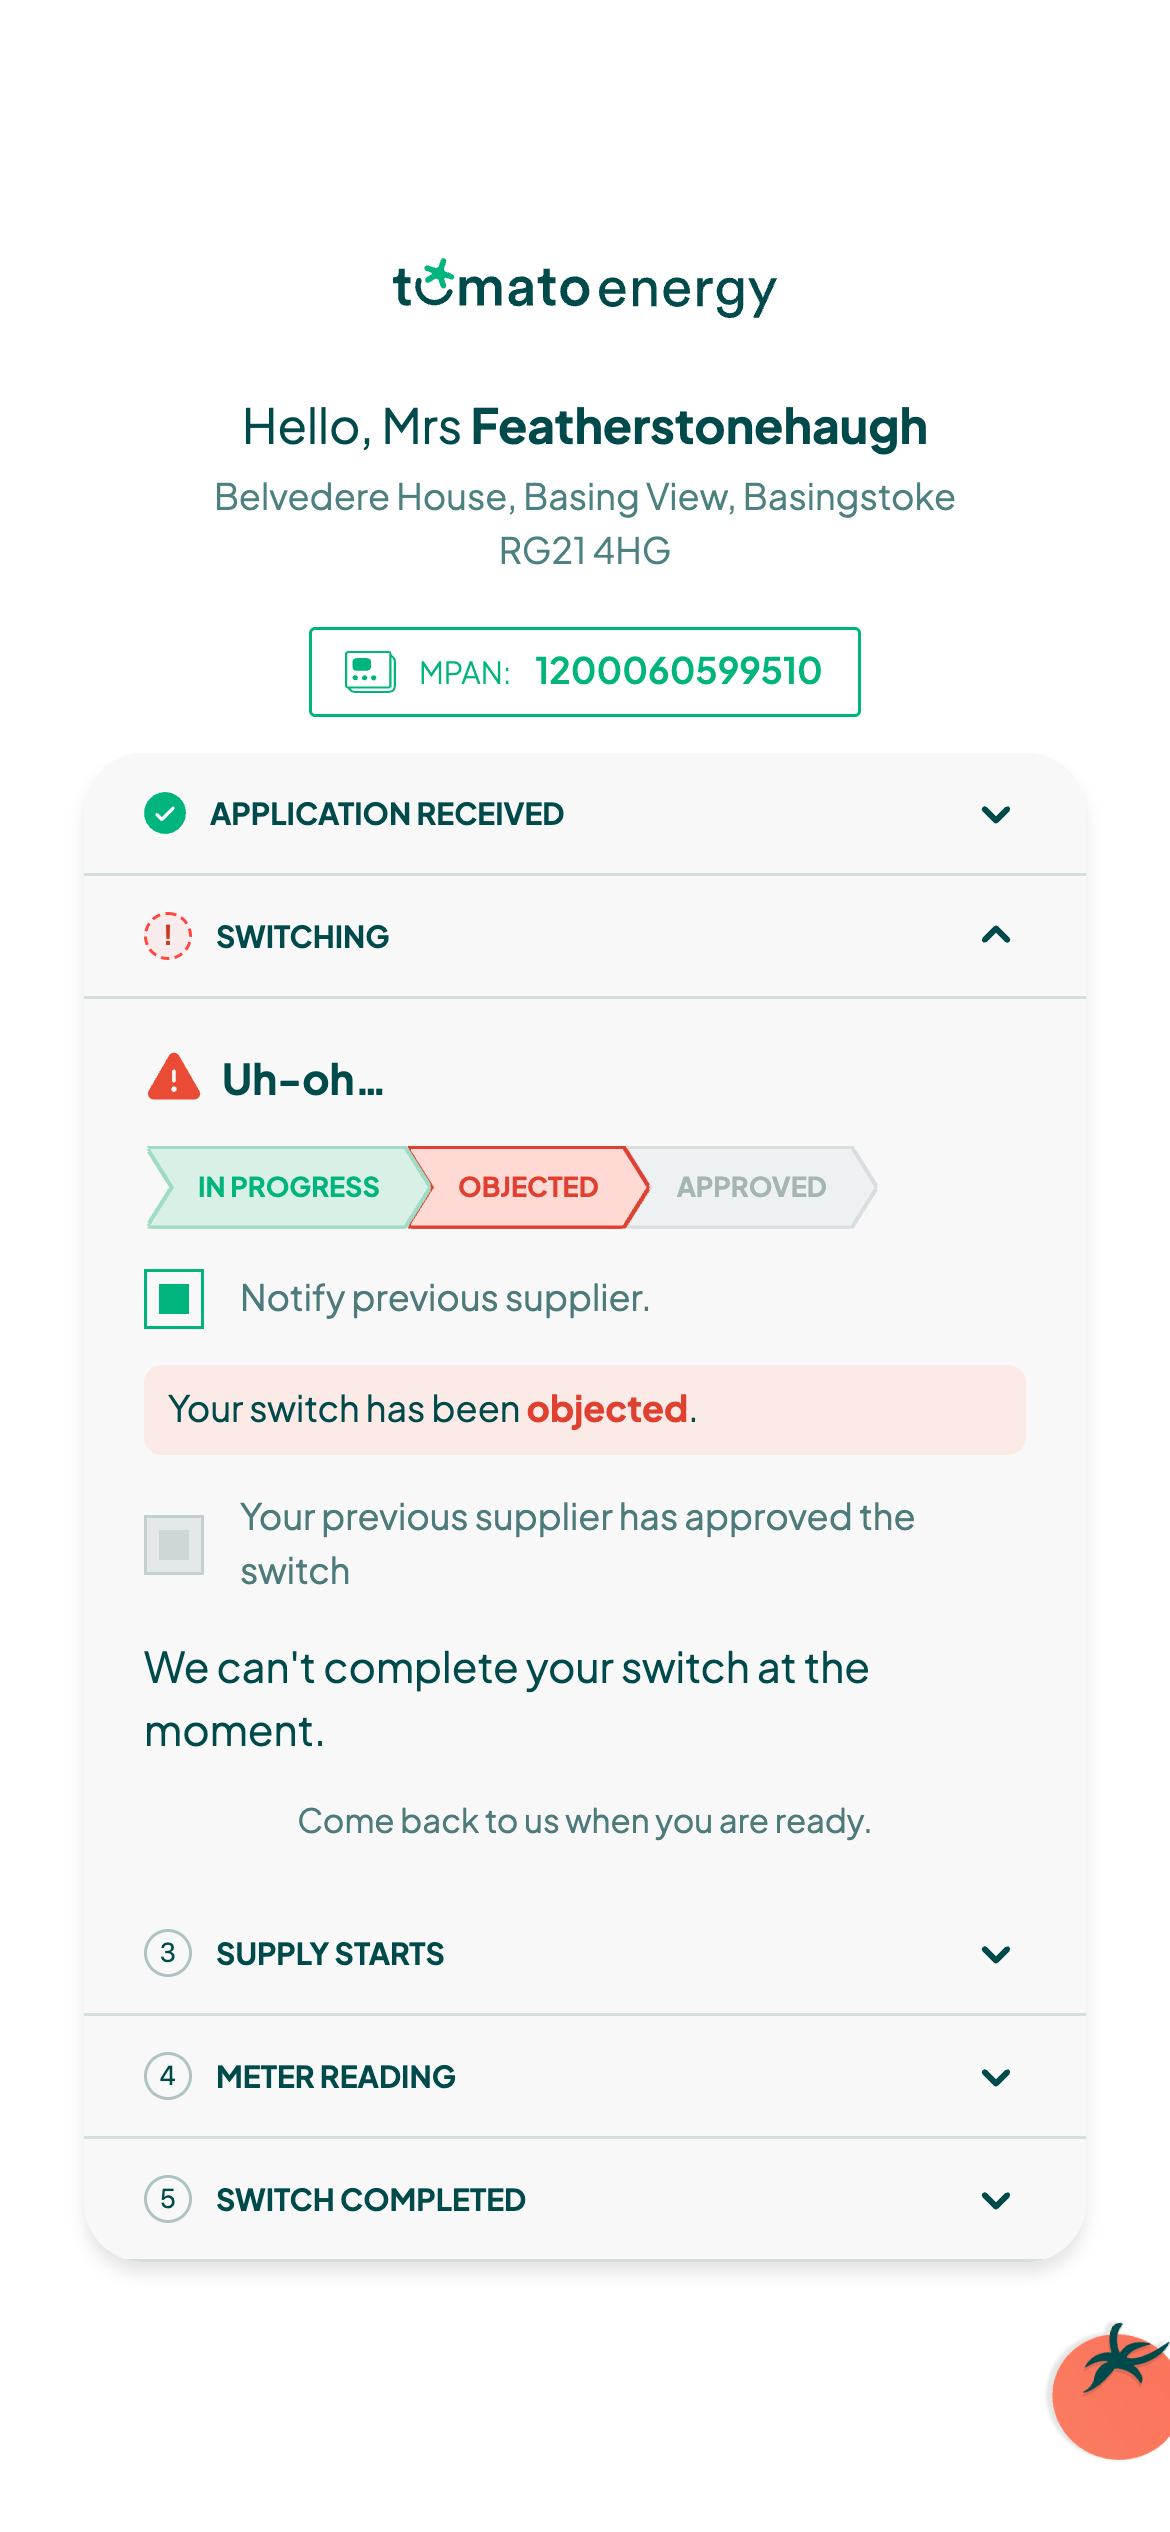 tomato energy
Hello, Mrs Featherstonehaugh
Belvedere House, Basing View, Basingstoke
RG21 4HG
MPAN: 1200060599510
APPLICATION RECEIVED
! SWITCHING
Uh-oh...
IN PROGRESS OBJECTED APPROVED
Notify previous supplier.
Your switch has been objected.
Your previous supplier has approved the
switch
We can't complete your switch at the
moment.
Come back to us when you are ready.
3 SUPPLY STARTS
4 METER READING
5 SWITCH COMPLETED